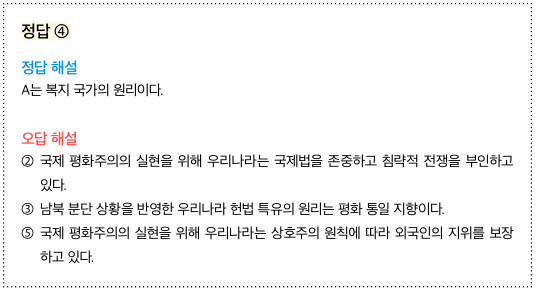 정답 ④
정답 해설
A는 복지 국가의 원리이다.
오답 해설
② 국제 평화주의의 실현을 위해 우리나라는 국제법을 존중하고 침략적 전쟁을 부인하고
있다.
③ 남북 분단 상황을 반영한 우리나라 헌법 특유의 원리는 평화 통일 지향이다.
⑤ 국제 평화주의의 실현을 위해 우리나라는 상호주의 원칙에 따라 외국인의 지위를 보장
하고 있다.